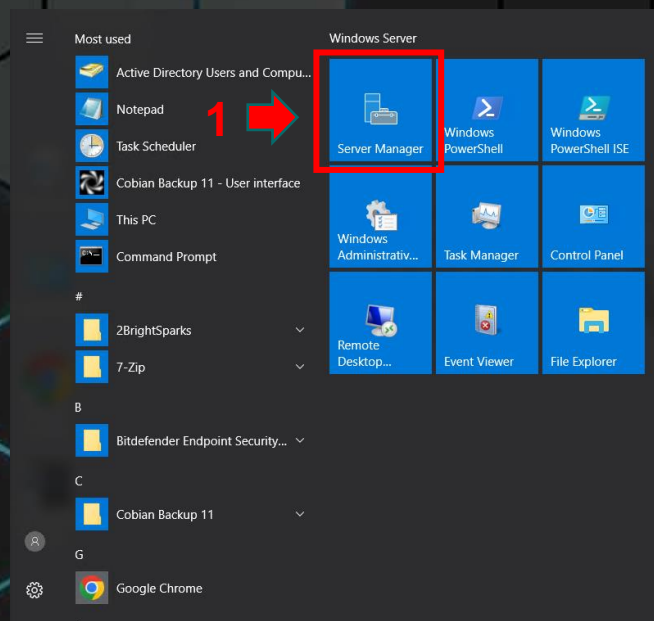 Most used
Active Directory Users and Compu...
Notepad
Task Scheduler
Cobian Backup 11 - User interface
This PC
Command Prompt
#
2BrightSparks
7-Zip
B
Bitdefender Endpoint Security...
C
Cobian Backup 11
G
Google Chrome
1
Windows Server
Server Manager
Windows
PowerShell
Windows
PowerShell ISE
Windows
Administrativ...
Task Manager
Control Panel
Remote
Desktop...
Event Viewer
File Explorer